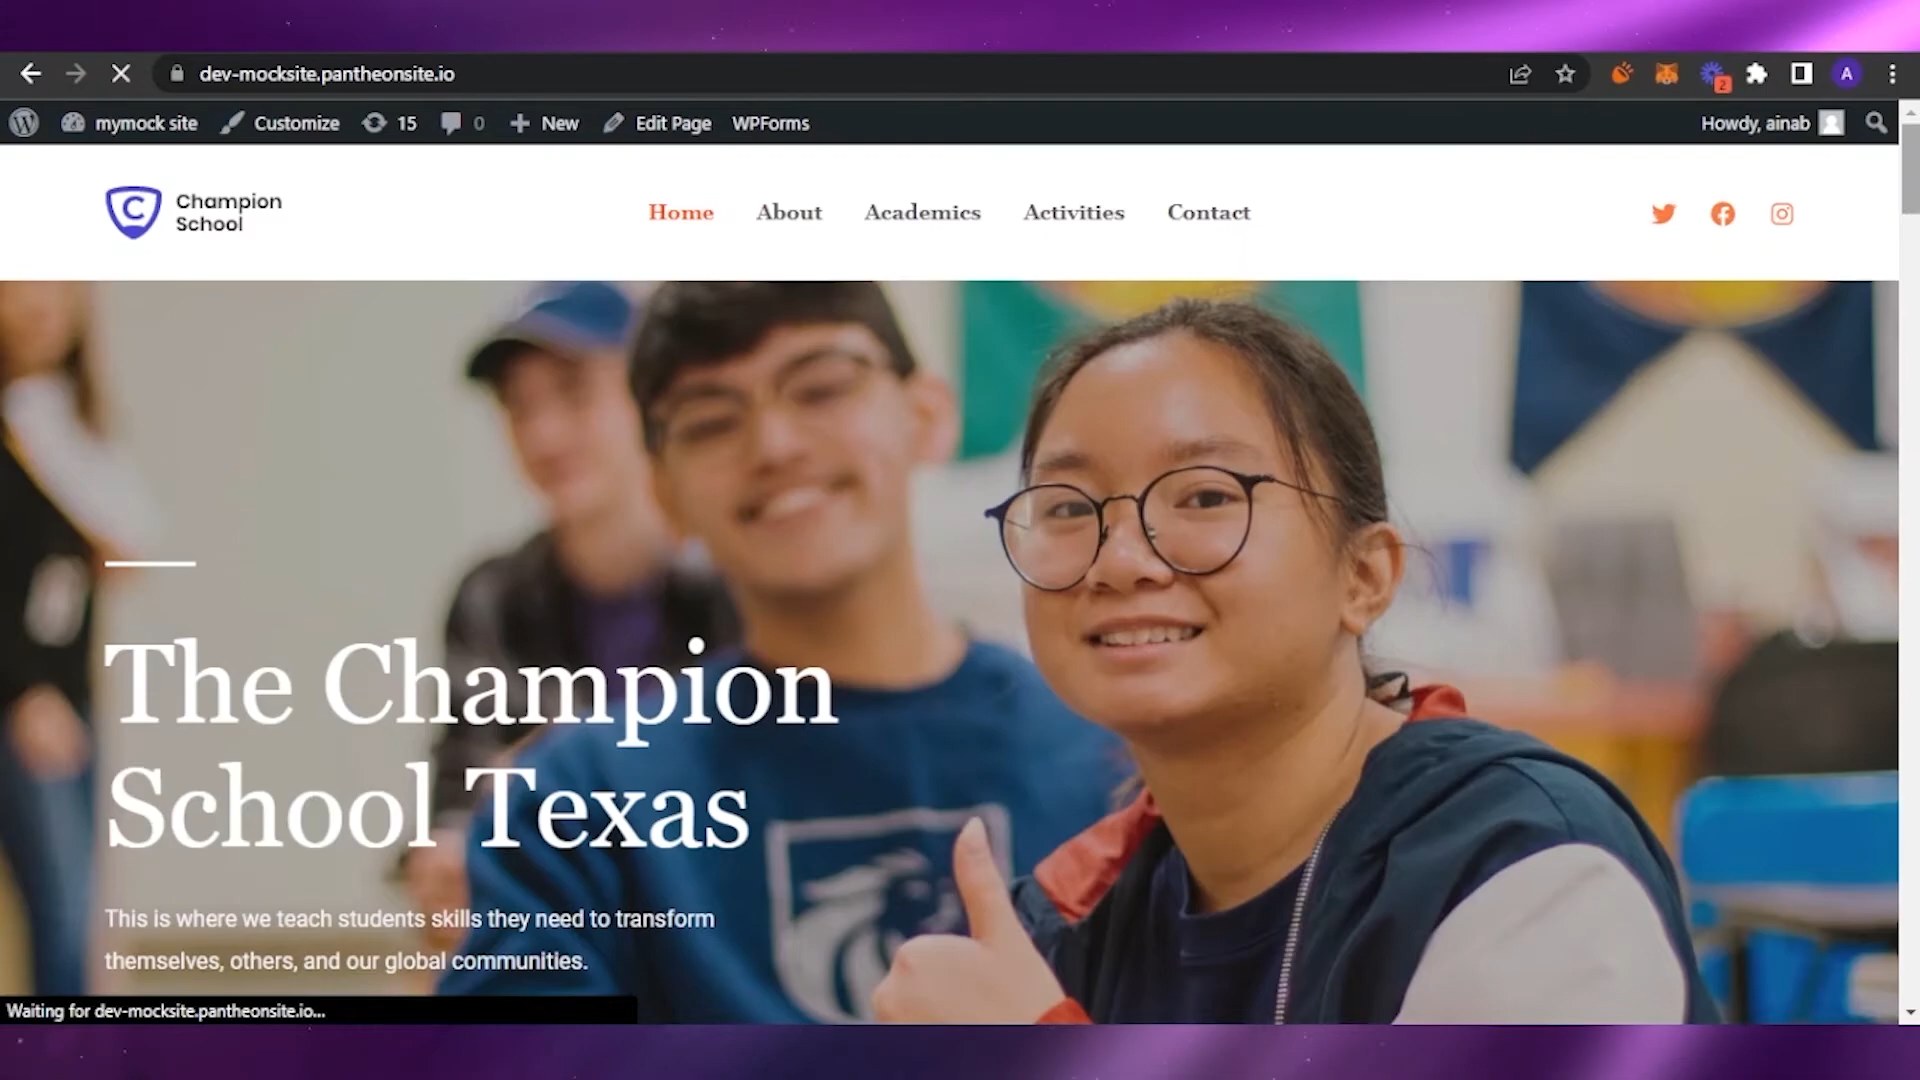 dev-mocksite.pantheonsite.io
2
A
mymock site
Customize
15
0
New
Edit Page
WPForms
Howdy, ainab
C
Champion
School
Home
About
Academics
Activities
Contact
The Champion
School Texas
This is where we teach students skills they need to transform
themselves, others, and our global communities.
Waiting for dev-mocksite.pantheonsite.io...